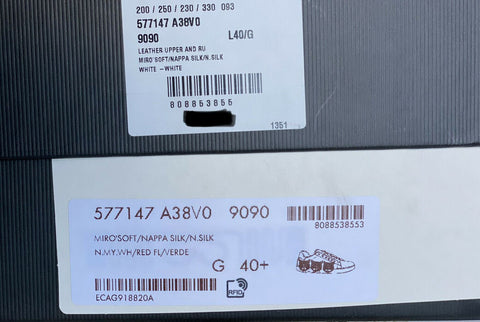 200 / 250 / 230 / 330 093
577147 A38V0
9090 L40/G
LEATHER UPPER AND RU
MIRO'SOFT/NAPPA SILK/N.SILK
WHITE -WHITE
808853855
1351
577147 A38V0 9090
8088538553
MIRO'SOFT/NAPPA SILK/N.SILK
N.MY.WH/RED FL/VERDE
G 40+
ECAG918820A
RFID